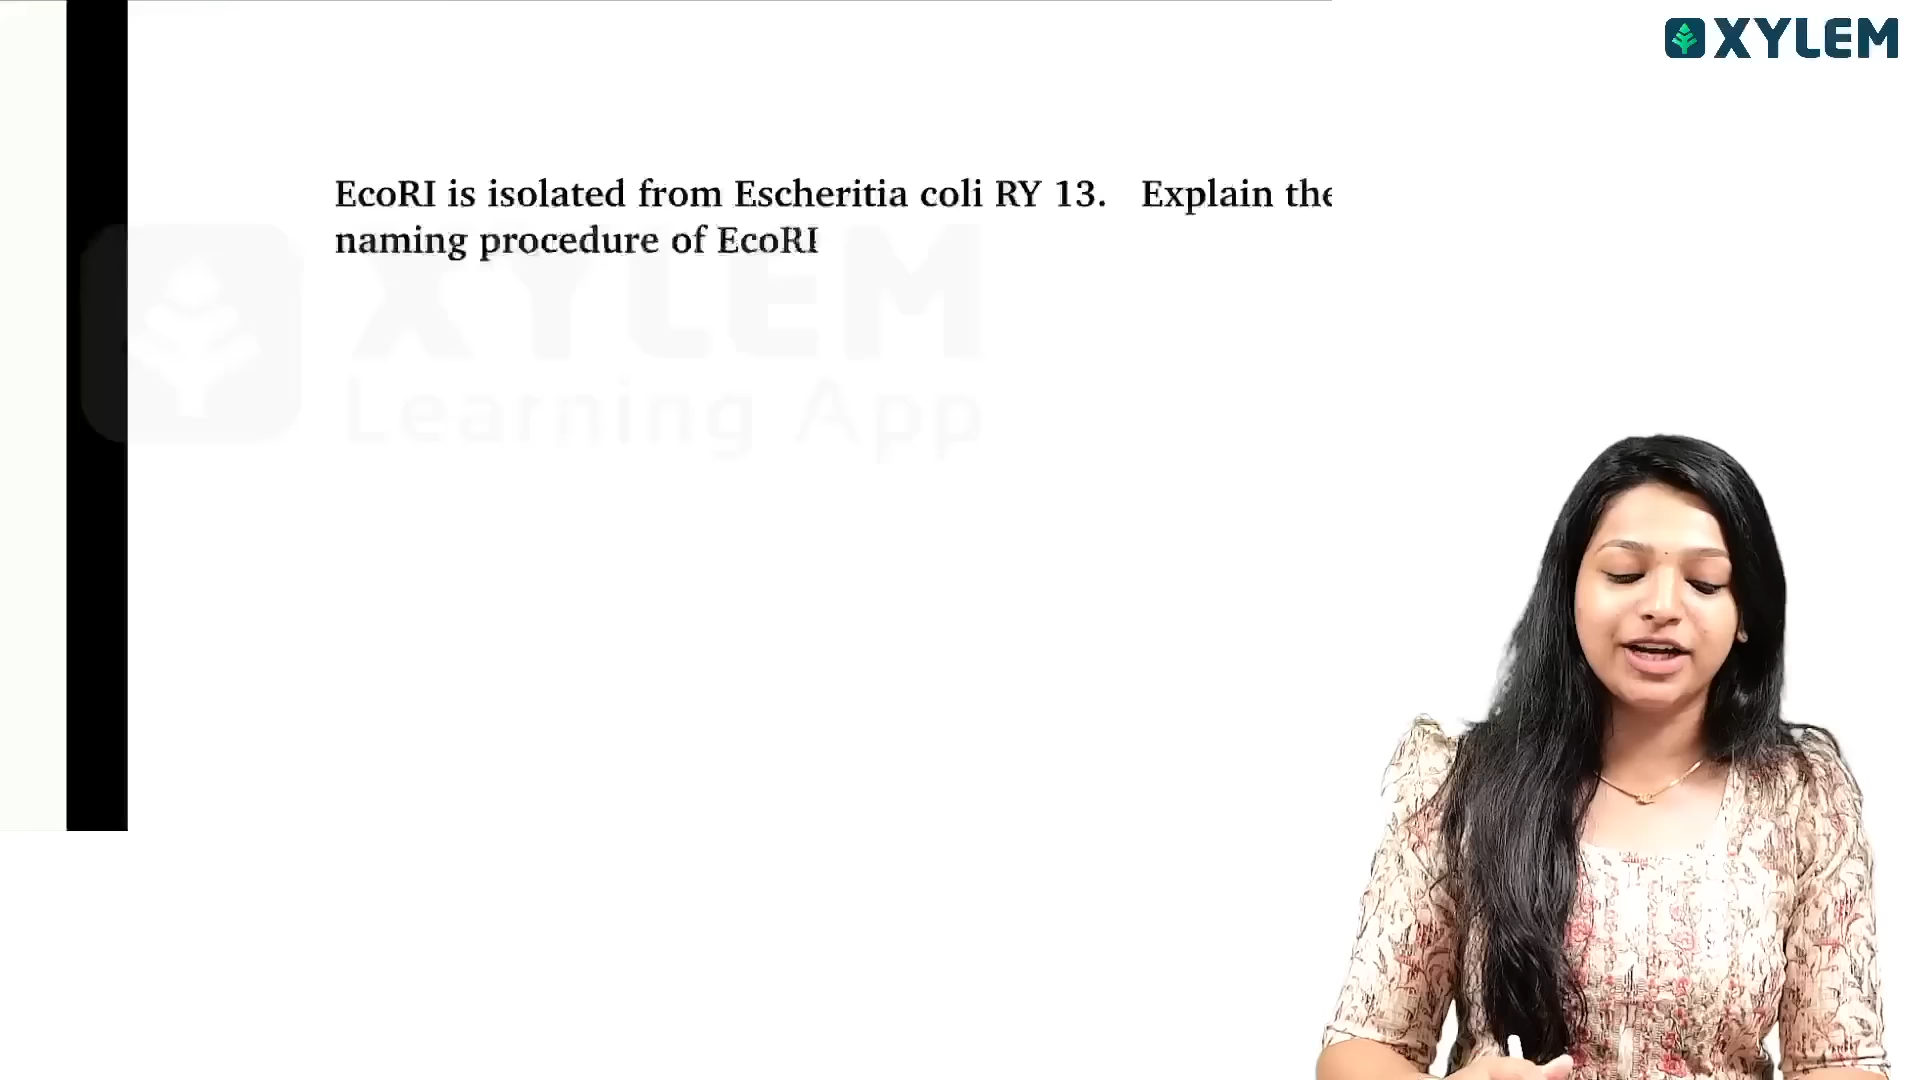 XYLEM
EcoRI is isolated from Escheritia coli RY 13. Explain the
naming procedure of EcoRI
XYLEM
Learning App